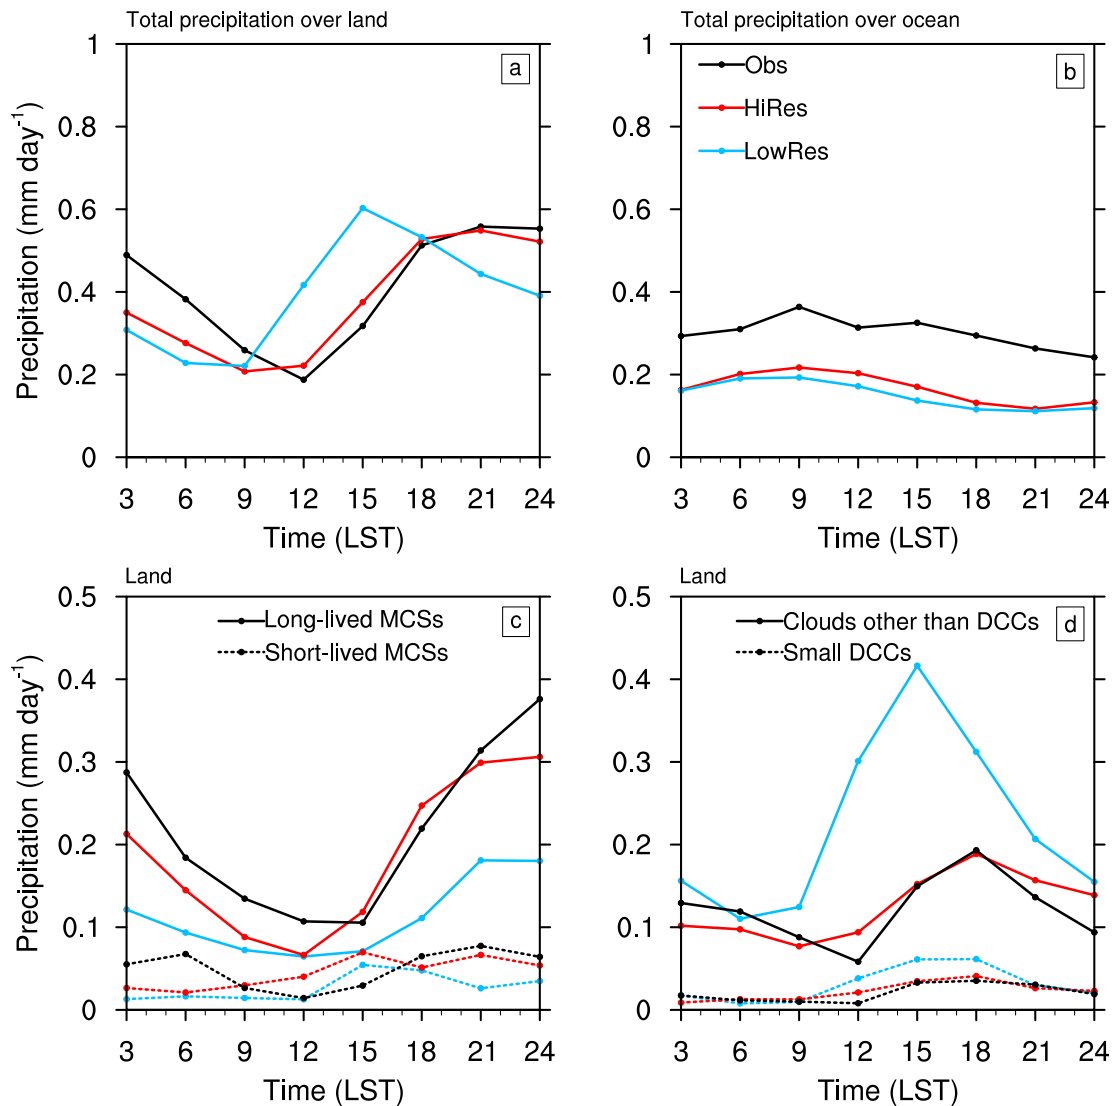 Total precipitation over land
Total precipitation over ocean
a
b
Obs
HiRes
LowRes
1
0.8
0.6
0.4
0.2
0
Precipitation (mm day-1)
3 6 9 12 15 18 21 24
Time (LST)
1
0.8
0.6
0.4
0.2
0
3 6 9 12 15 18 21 24
Time (LST)
Land
c
Long-lived MCSs
Short-lived MCSs
0.5
0.4
0.3
0.2
0.1
0
Precipitation (mm day-1)
3 6 9 12 15 18 21 24
Time (LST)
Land
d
Clouds other than DCCs
Small DCCs
0.5
0.4
0.3
0.2
0.1
0
3 6 9 12 15 18 21 24
Time (LST)